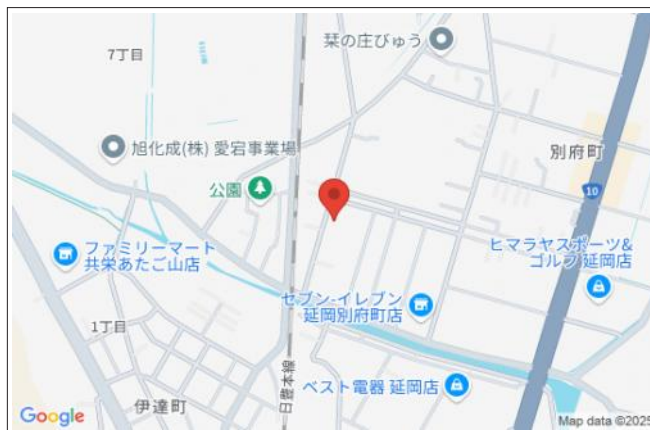 栞の庄びゅう
7丁目
旭化成(株) 愛宕事業場
別府町
公園
10
ファミリーマート
共栄あたご山店
ヒマラヤスポーツ&
ゴルフ 延岡店
セブン-イレブン
延岡別府町店
1丁目
日豊本線
ベスト電器 延岡店
伊達町
Google
Map data ©2025